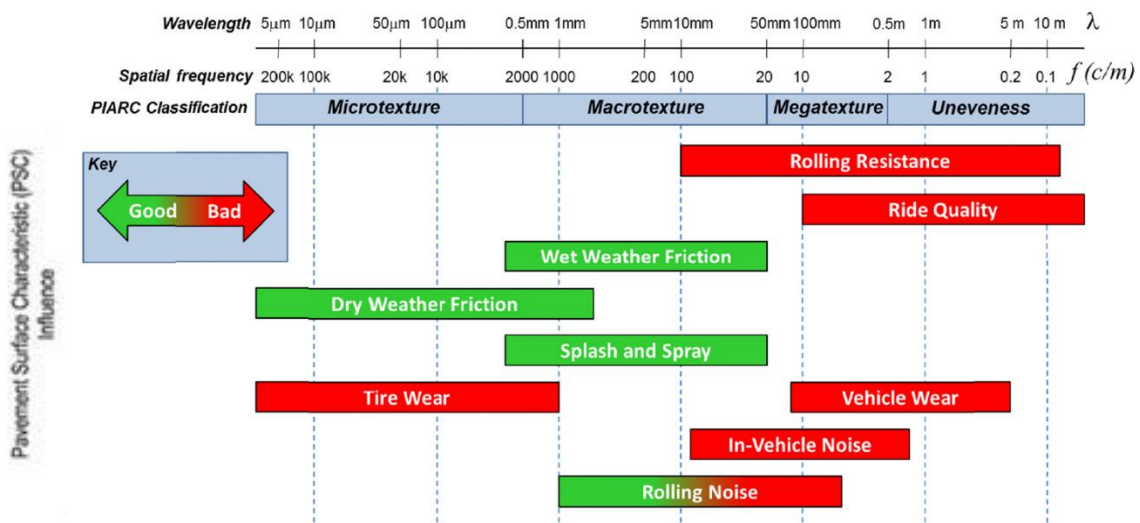 Wavelength 5µm 10µm 50µm 100µm 0.5mm 1mm 5mm 10mm 50mm 100mm 0.5m 1m 5 m 10 m λ
Spatial frequency 200k 100k 20k 10k 2000 1000 200 100 20 10 2 1 0.2 0.1 f (c/m)
PIARC Classification Microtexture Macrotexture Megatexture Uneveness
Pavement Surface Characteristic (PSC)
Influence
Key
Good Bad
Rolling Resistance
Ride Quality
Wet Weather Friction
Dry Weather Friction
Splash and Spray
Tire Wear Vehicle Wear
In-Vehicle Noise
Rolling Noise